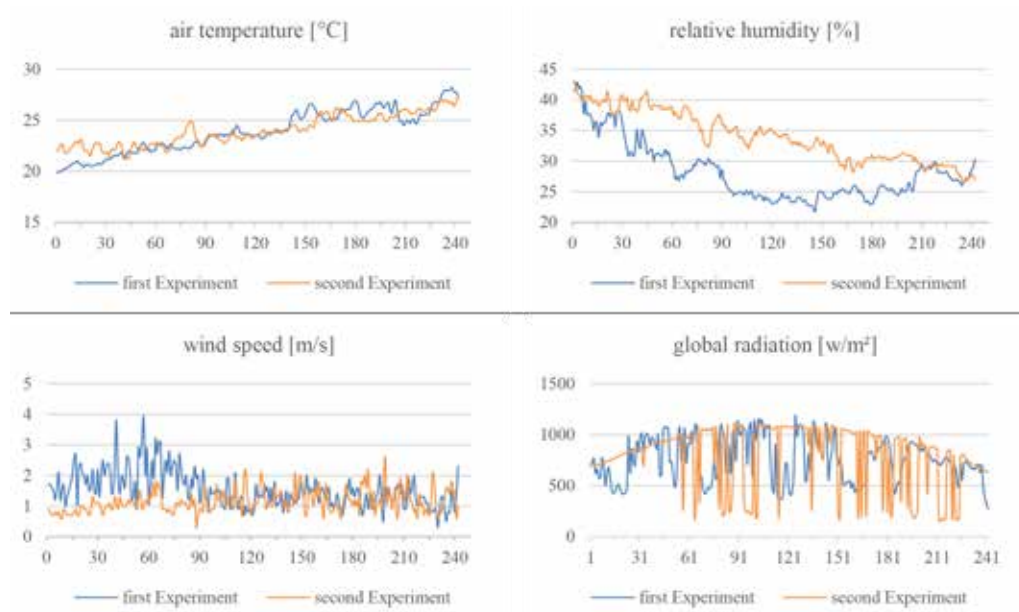 air temperature [°C]
30
25
20
15
0 30 60 90 120 150 180 210 240
first Experiment second Experiment
relative humidity [%]
45
40
35
30
25
20
0 30 60 90 120 150 180 210 240
first Experiment second Experiment
wind speed [m/s]
5
4
3
2
1
0
0 30 60 90 120 150 180 210 240
first Experiment second Experiment
global radiation [w/m²]
1500
1000
500
0
1 31 61 91 121 151 181 211 241
first Experiment second Experiment